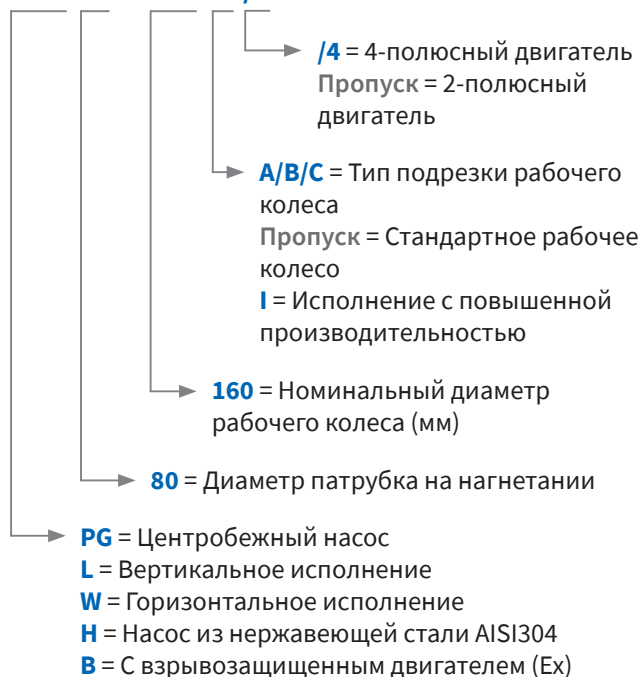 /4 = 4-полюсный двигатель
Пропуск = 2-полюсный
двигатель
A/B/C = Тип подрезки рабочего
колеса
Пропуск = Стандартное рабочее
колесо
I = Исполнение с повышенной
производительностью
160 = Номинальный диаметр
рабочего колеса (мм)
80 = Диаметр патрубка на нагнетании
PG = Центробежный насос
L = Вертикальное исполнение
W = Горизонтальное исполнение
H = Насос из нержавеющей стали AISI304
B = С взрывозащищенным двигателем (Ex)